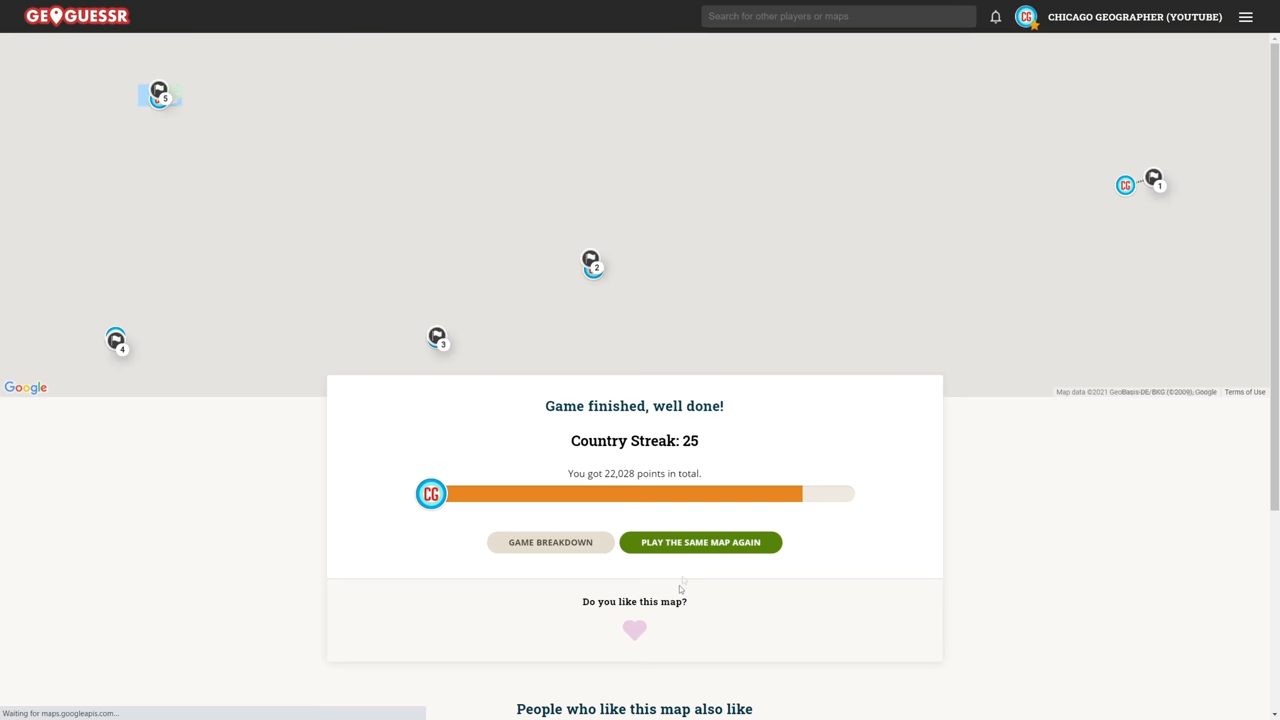 GEOGUESSR
Search for other players or maps
CG
CHICAGO GEOGRAPHER (YOUTUBE)
5
CG
1
2
3
4
Google
Terms of Use
Game finished, well done!
Country Streak: 25
You got 22,028 points in total.
CG
GAME BREAKDOWN
PLAY THE SAME MAP AGAIN
Do you like this map?
People who like this map also like
Waiting for maps.googleapis.com...